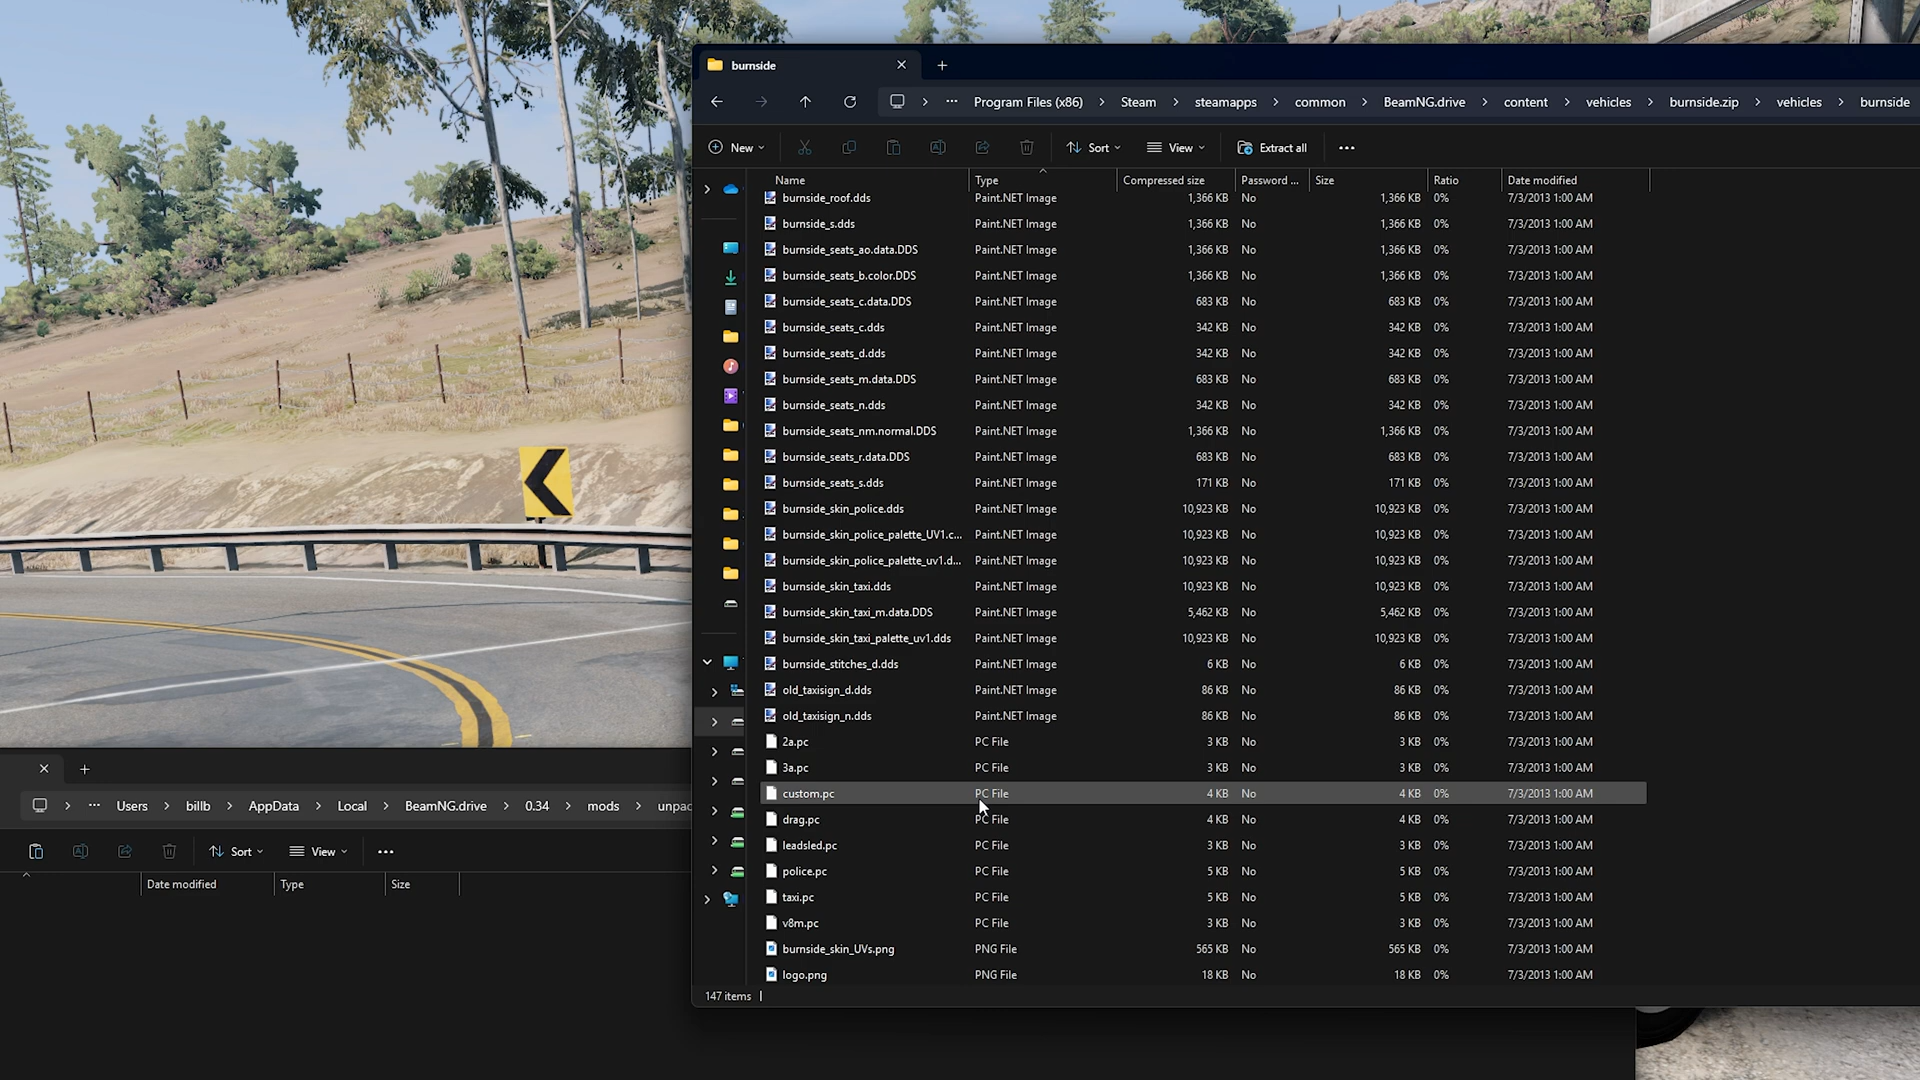 burnside
Program Files (x86) Steam steamapps common BeamNG.drive content vehicles burnside.zip vehicles burnside
New Sort View Extract all
Name Type Compressed size Password ... Size Ratio Date modified
burnside_roof.dds Paint.NET Image 1,366 KB No 1,366 KB 0% 7/3/2013 1:00 AM
burnside_s.dds Paint.NET Image 1,366 KB No 1,366 KB 0% 7/3/2013 1:00 AM
burnside_seats_ao.data.DDS Paint.NET Image 1,366 KB No 1,366 KB 0% 7/3/2013 1:00 AM
burnside_seats_b.color.DDS Paint.NET Image 1,366 KB No 1,366 KB 0% 7/3/2013 1:00 AM
burnside_seats_c.data.DDS Paint.NET Image 683 KB No 683 KB 0% 7/3/2013 1:00 AM
burnside_seats_c.dds Paint.NET Image 342 KB No 342 KB 0% 7/3/2013 1:00 AM
burnside_seats_d.dds Paint.NET Image 342 KB No 342 KB 0% 7/3/2013 1:00 AM
burnside_seats_m.data.DDS Paint.NET Image 683 KB No 683 KB 0% 7/3/2013 1:00 AM
burnside_seats_n.dds Paint.NET Image 342 KB No 342 KB 0% 7/3/2013 1:00 AM
burnside_seats_nm.normal.DDS Paint.NET Image 1,366 KB No 1,366 KB 0% 7/3/2013 1:00 AM
burnside_seats_r.data.DDS Paint.NET Image 683 KB No 683 KB 0% 7/3/2013 1:00 AM
burnside_seats_s.dds Paint.NET Image 171 KB No 171 KB 0% 7/3/2013 1:00 AM
burnside_skin_police.dds Paint.NET Image 10,923 KB No 10,923 KB 0% 7/3/2013 1:00 AM
burnside_skin_police_palette_UV1.c... Paint.NET Image 10,923 KB No 10,923 KB 0% 7/3/2013 1:00 AM
burnside_skin_police_palette_uv1.d... Paint.NET Image 10,923 KB No 10,923 KB 0% 7/3/2013 1:00 AM
burnside_skin_taxi.dds Paint.NET Image 10,923 KB No 10,923 KB 0% 7/3/2013 1:00 AM
burnside_skin_taxi_m.data.DDS Paint.NET Image 5,462 KB No 5,462 KB 0% 7/3/2013 1:00 AM
burnside_skin_taxi_palette_uv1.dds Paint.NET Image 10,923 KB No 10,923 KB 0% 7/3/2013 1:00 AM
burnside_stitches_d.dds Paint.NET Image 6 KB No 6 KB 0% 7/3/2013 1:00 AM
old_taxisign_d.dds Paint.NET Image 86 KB No 86 KB 0% 7/3/2013 1:00 AM
old_taxisign_n.dds Paint.NET Image 86 KB No 86 KB 0% 7/3/2013 1:00 AM
2a.pc PC File 3 KB No 3 KB 0% 7/3/2013 1:00 AM
3a.pc PC File 3 KB No 3 KB 0% 7/3/2013 1:00 AM
custom.pc PC File 4 KB No 4 KB 0% 7/3/2013 1:00 AM
drag.pc PC File 4 KB No 4 KB 0% 7/3/2013 1:00 AM
leadsled.pc PC File 3 KB No 3 KB 0% 7/3/2013 1:00 AM
police.pc PC File 5 KB No 5 KB 0% 7/3/2013 1:00 AM
taxi.pc PC File 5 KB No 5 KB 0% 7/3/2013 1:00 AM
v8m.pc PC File 3 KB No 3 KB 0% 7/3/2013 1:00 AM
burnside_skin_UVs.png PNG File 565 KB No 565 KB 0% 7/3/2013 1:00 AM
logo.png PNG File 18 KB No 18 KB 0% 7/3/2013 1:00 AM
147 items
Users billb AppData Local BeamNG.drive 0.34 mods unpac
Sort View
Date modified Type Size